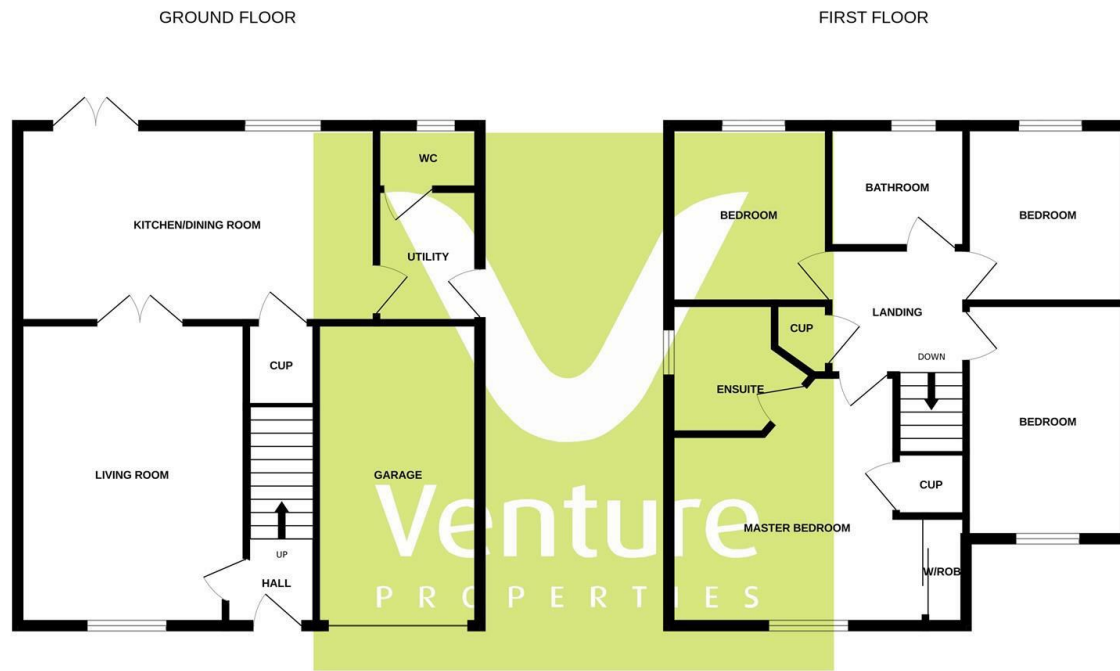 GROUND FLOOR
FIRST FLOOR
WC
KITCHEN/DINING ROOM
UTILITY
CUP
LIVING ROOM
GARAGE
UP
HALL
BEDROOM
BATHROOM
BEDROOM
LANDING
CUP
DOWN
ENSUITE
BEDROOM
CUP
MASTER BEDROOM
W/ROB
Venture
PROPERTIES